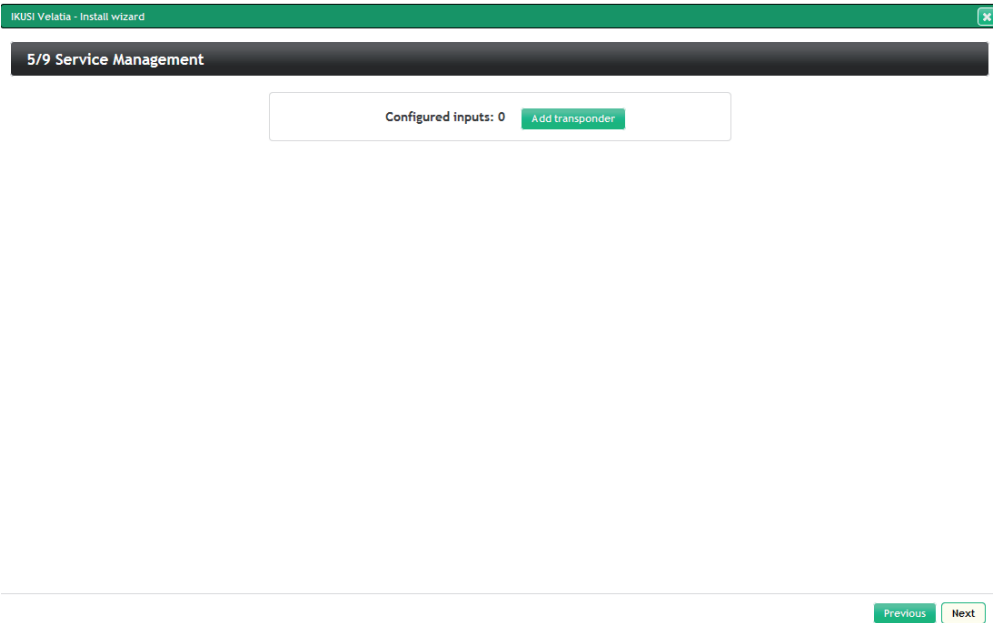 IKUSI Velatia - Install wizard
5/9 Service Management
Configured inputs: 0 Add transponder
Previous Next